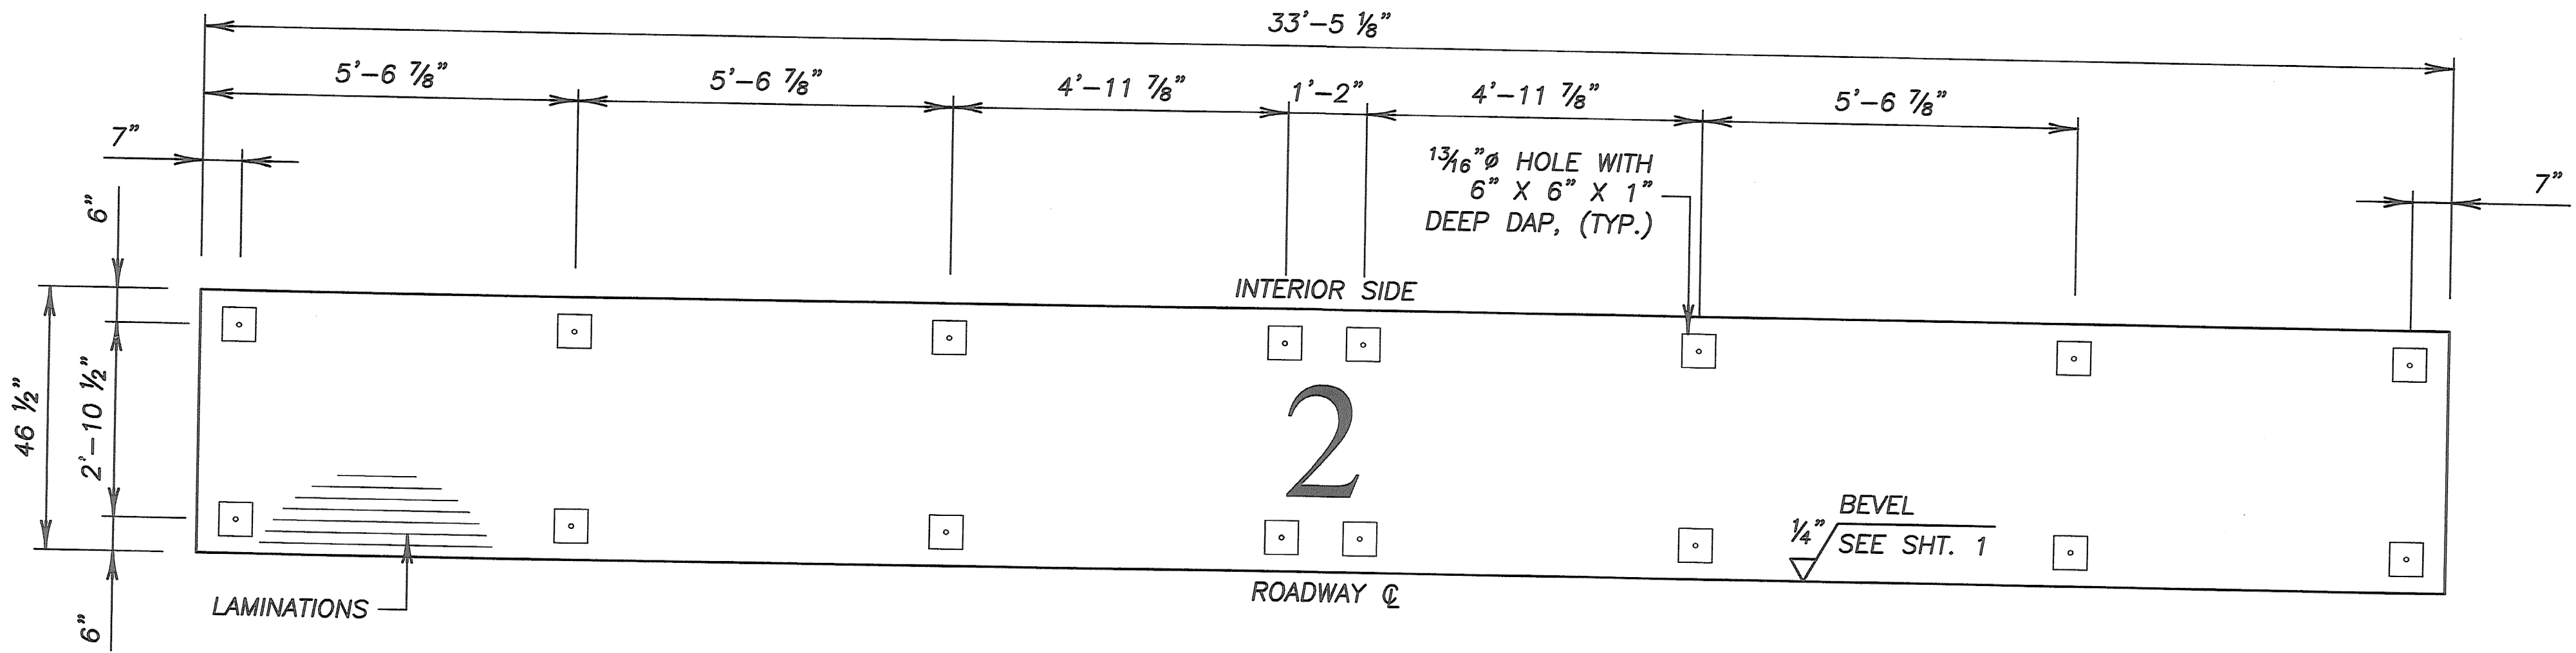 33'-5 ⅛"
5'-6 ⅞"
5'-6 ⅞"
4'-11 ⅞"
1'-2"
4'-11 ⅞"
5'-6 ⅞"
7"
7"
13/16"ø HOLE WITH
6" X 6" X 1"
DEEP DAP, (TYP.)
6"
INTERIOR SIDE
46 ½"
2'-10 ½"
2
BEVEL
¼"
SEE SHT. 1
6"
LAMINATIONS
ROADWAY ℄